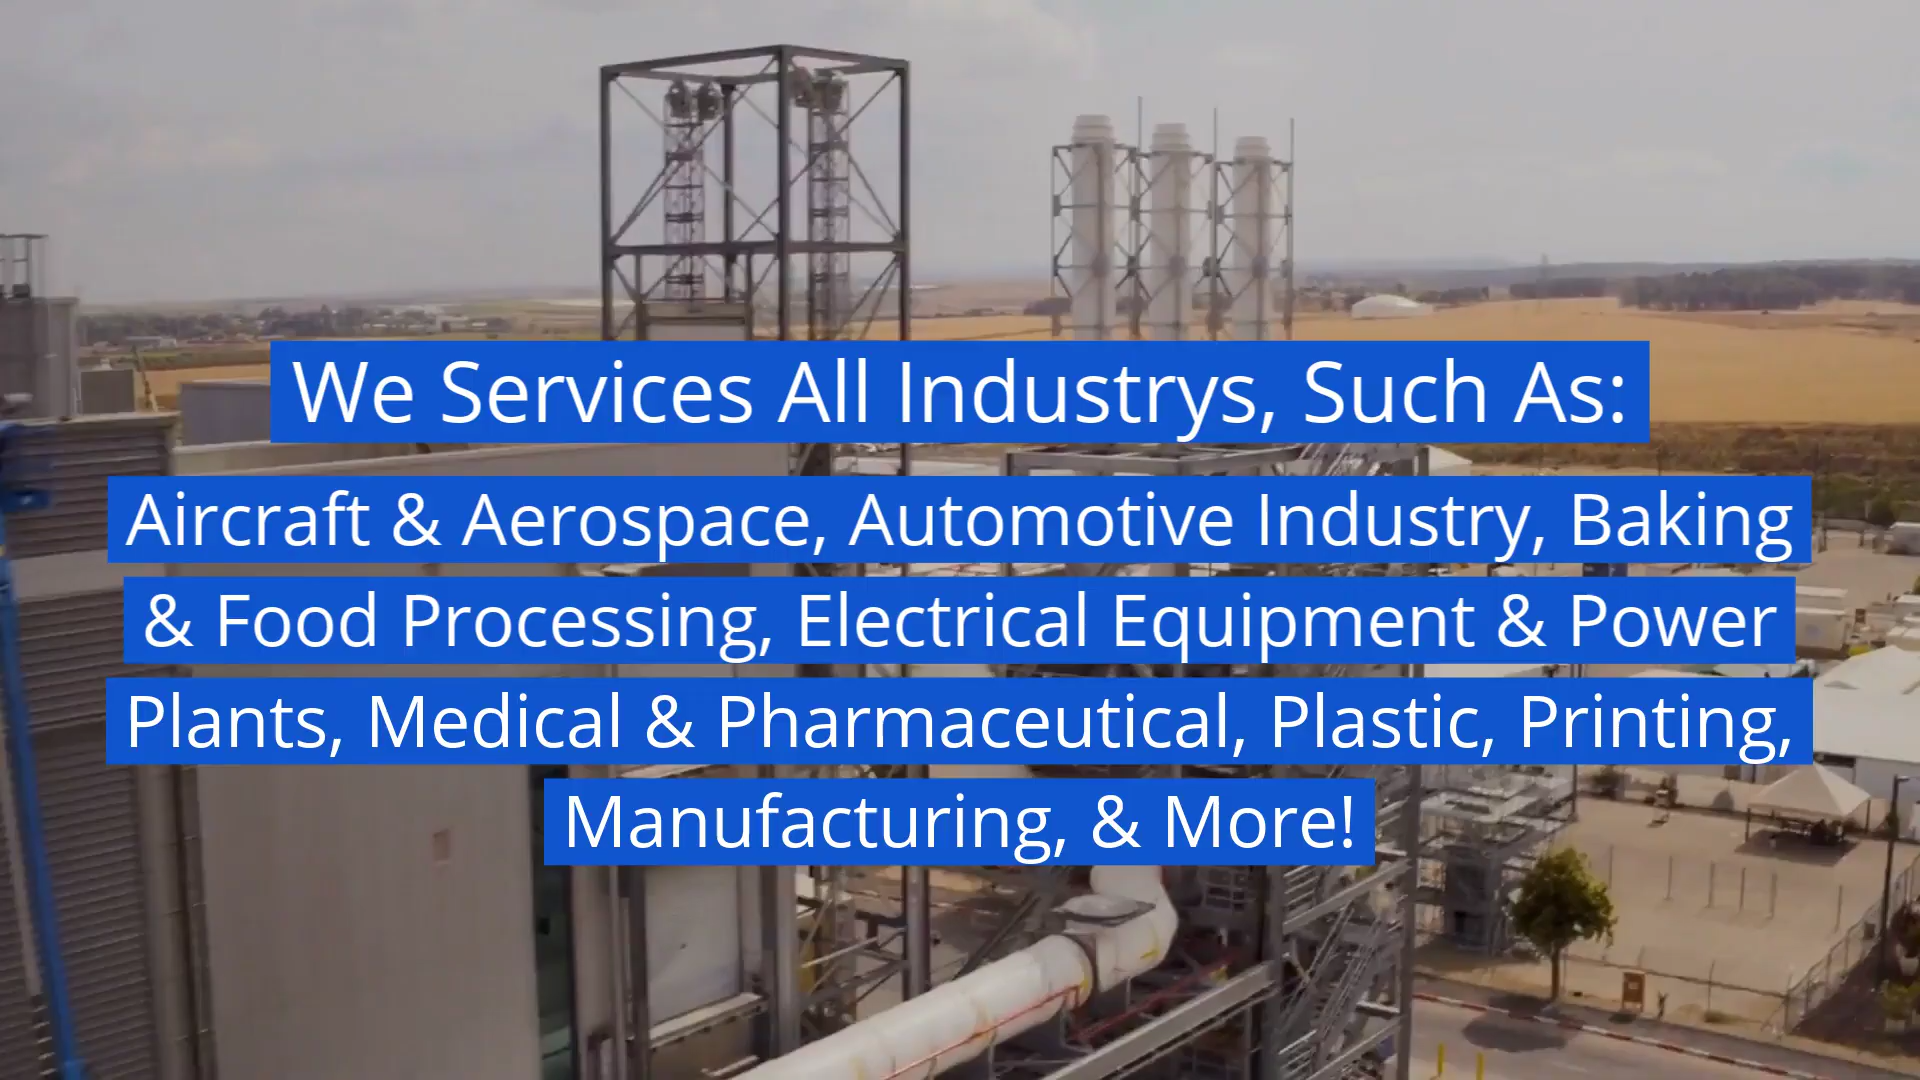 We Services All Industrys, Such As:
Aircraft & Aerospace, Automotive Industry, Baking
& Food Processing, Electrical Equipment & Power
Plants, Medical & Pharmaceutical, Plastic, Printing,
Manufacturing, & More!